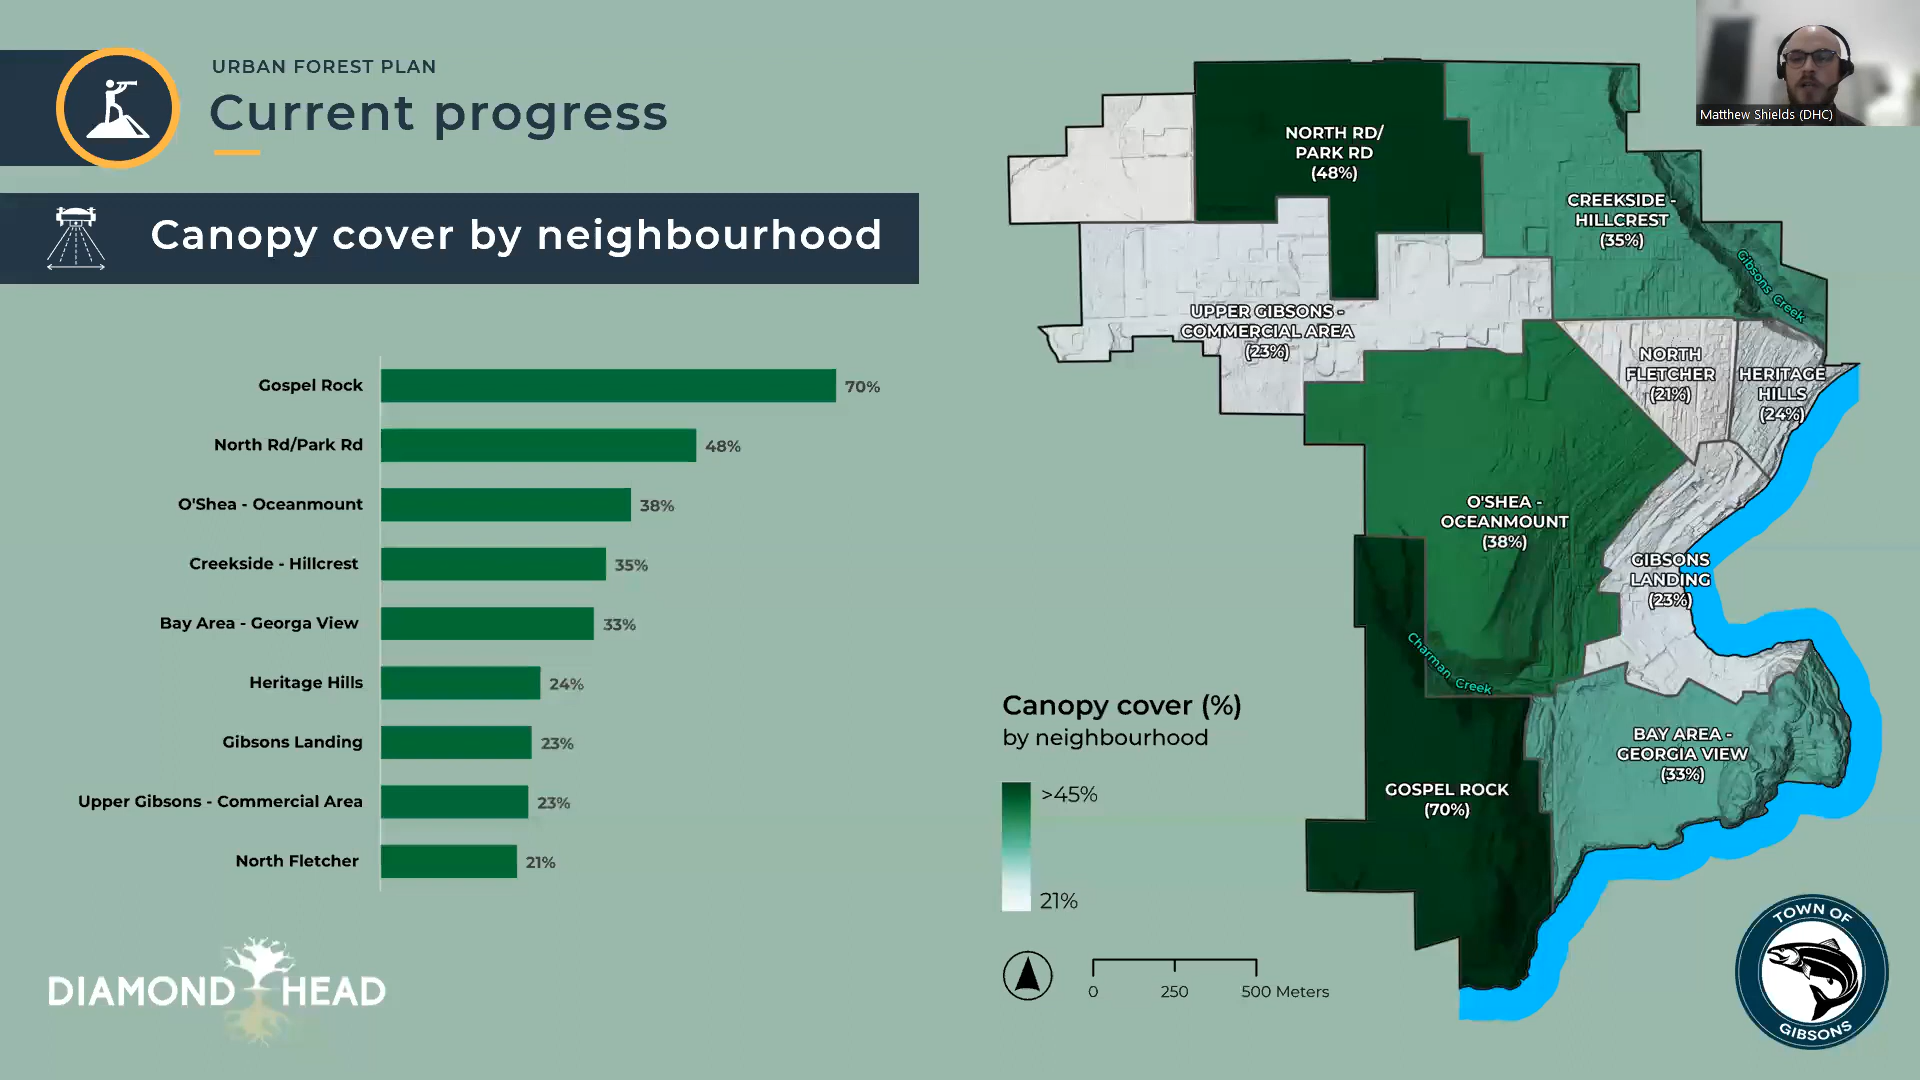 URBAN FOREST PLAN
Current progress
Canopy cover by neighbourhood
Gospel Rock 70%
North Rd/Park Rd 48%
O'Shea - Oceanmount 38%
Creekside - Hillcrest 35%
Bay Area - Georga View 33%
Heritage Hills 24%
Gibsons Landing 23%
Upper Gibsons - Commercial Area 23%
North Fletcher 21%
DIAMOND HEAD
Matthew Shields (DHC)
NORTH RD/
PARK RD
(48%)
CREEKSIDE -
HILLCREST
(35%)
Gibsons Creek
UPPER GIBSONS -
COMMERCIAL AREA
(23%)
NORTH
FLETCHER
(21%)
HERITAGE
HILLS
(24%)
O'SHEA -
OCEANMOUNT
(38%)
GIBSONS
LANDING
(23%)
Charman Creek
BAY AREA -
GEORGIA VIEW
(33%)
GOSPEL ROCK
(70%)
Canopy cover (%)
by neighbourhood
>45%
21%
0 250 500 Meters
TOWN OF
GIBSONS